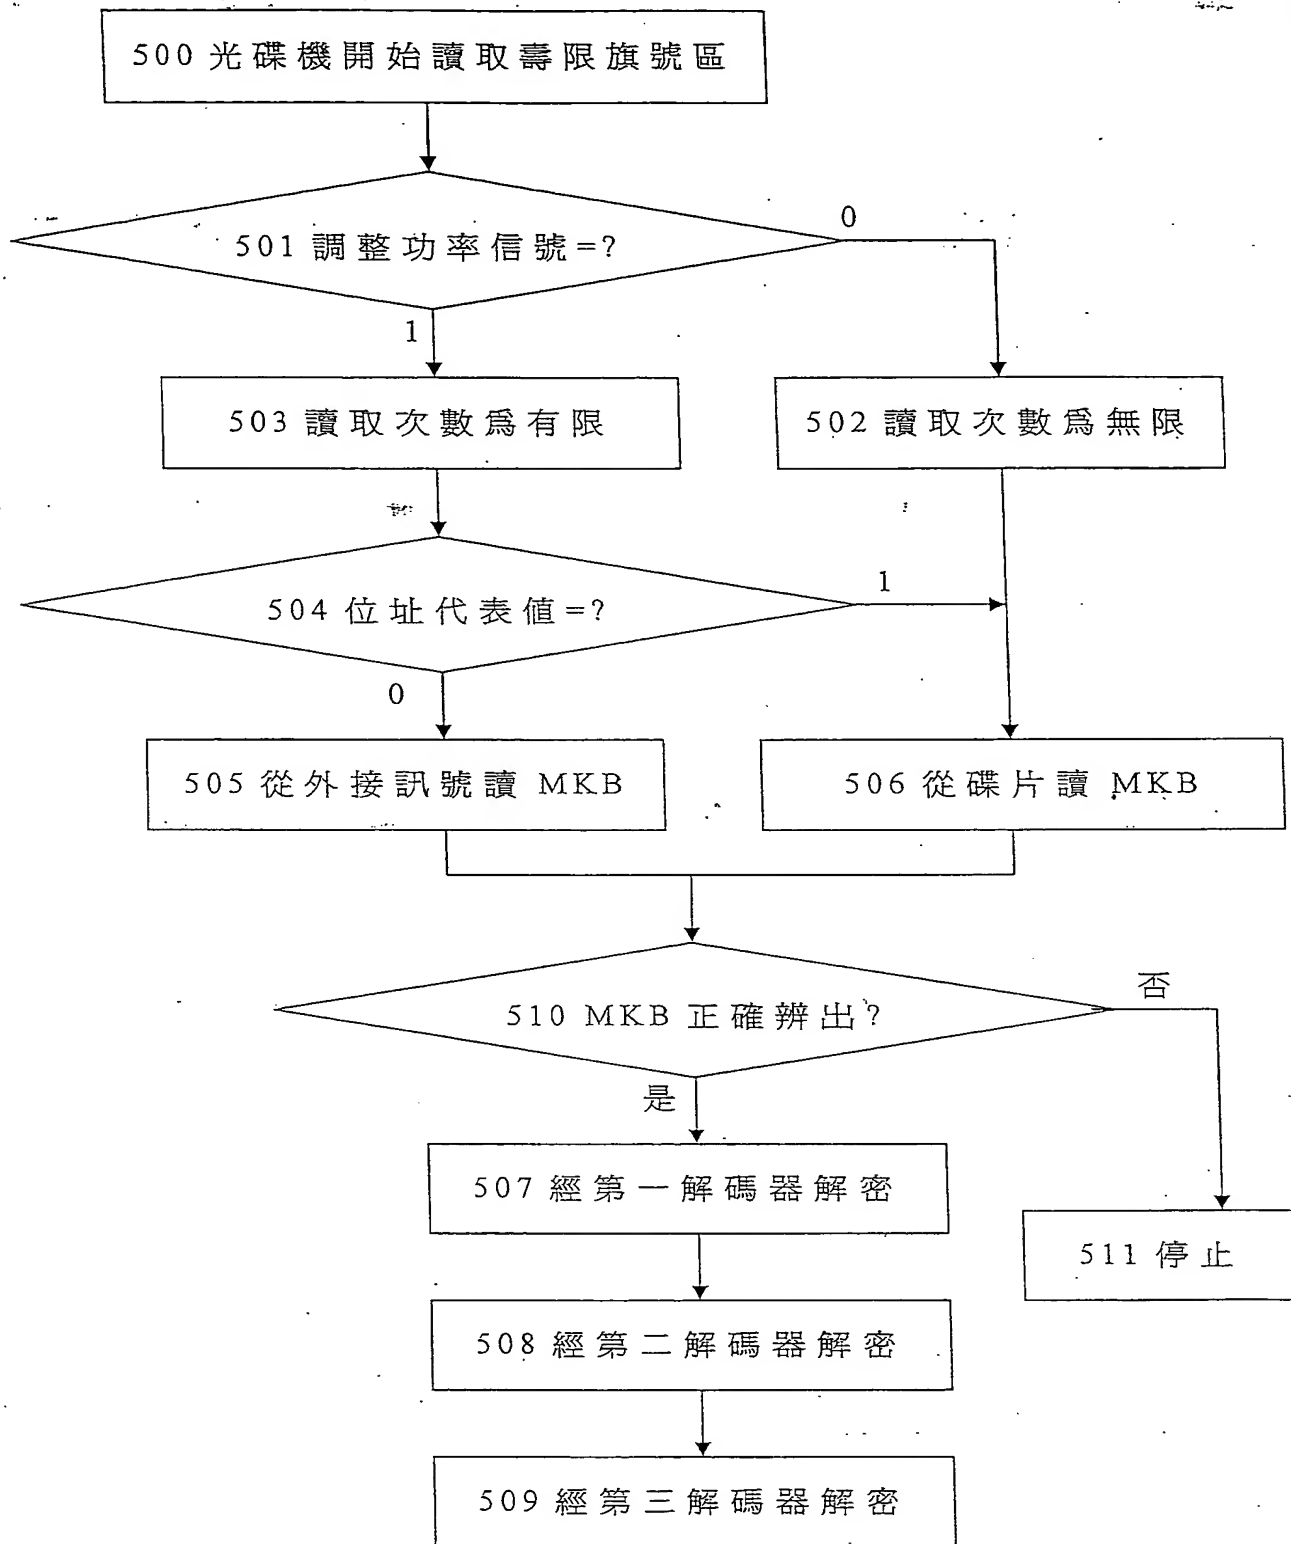 500 光碟機開始讀取壽限旗號區
501 調整功率信號=?
0
1
503 讀取次數爲有限
502 讀取次數爲無限
504 位址代表値=?
1
0
505 從外接訊號讀 MKB
506 從碟片讀 MKB
510 MKB 正確辨出?
否
是
507 經第一解碼器解密
511 停止
508 經第二解碼器解密
509 經第三解碼器解密